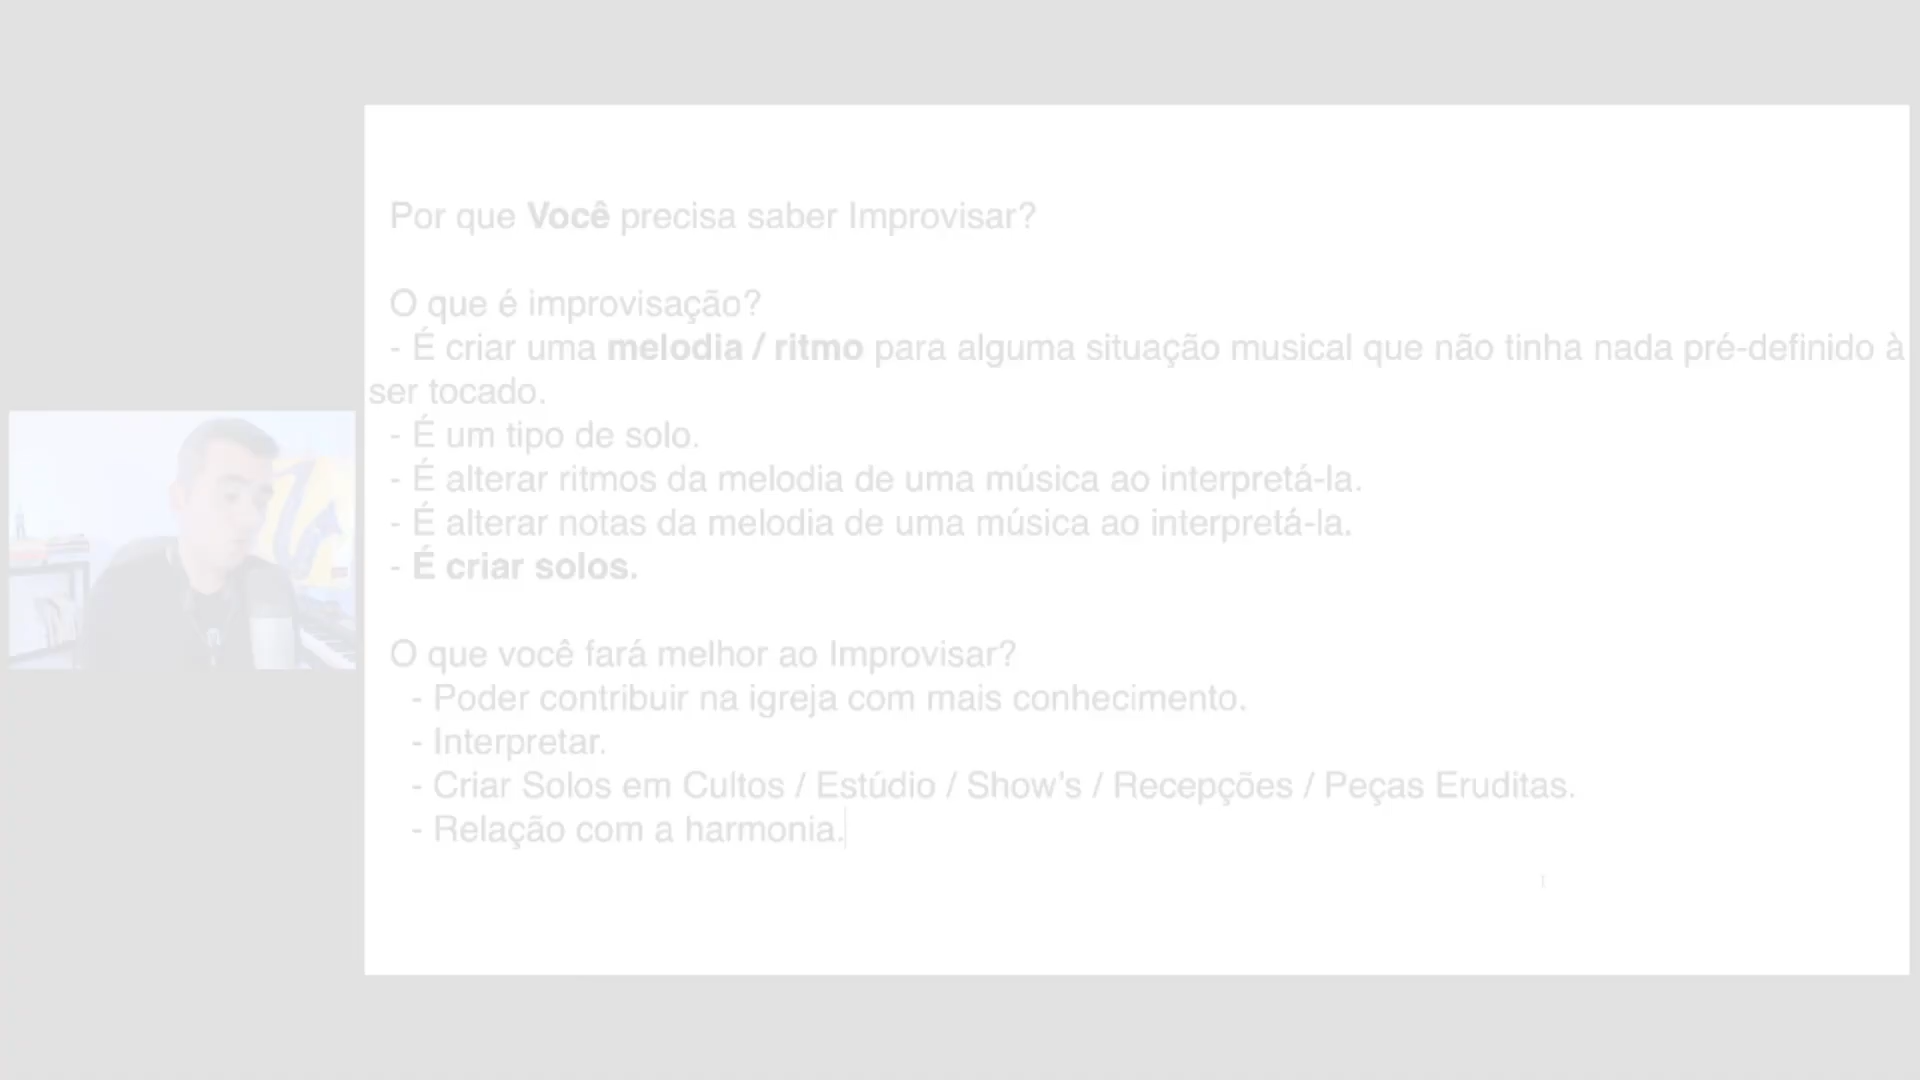 Por que Você precisa saber Improvisar?
O que é improvisação?
- É criar uma melodia / ritmo para alguma situação musical que não tinha nada pré-definido à
ser tocado.
- É um tipo de solo.
- É alterar ritmos da melodia de uma música ao interpretá-la.
- É alterar notas da melodia de uma música ao interpretá-la.
- É criar solos.
O que você fará melhor ao Improvisar?
- Poder contribuir na igreja com mais conhecimento.
- Interpretar.
- Criar Solos em Cultos / Estúdio / Show's / Recepções / Peças Eruditas.
- Relação com a harmonia.